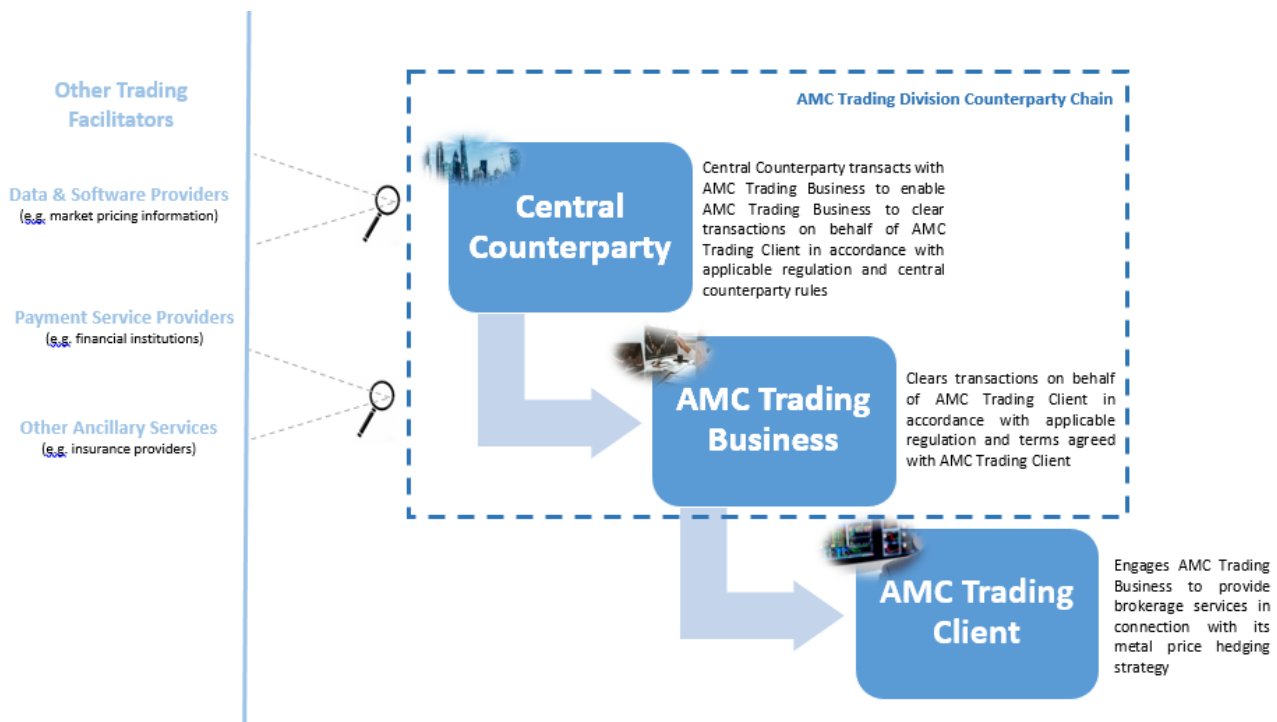 Other Trading
Facilitators
Data & Software Providers
(e.g. market pricing information)
Payment Service Providers
(e.g. financial institutions)
Other Ancillary Services
(e.g. insurance providers)
AMC Trading Division Counterparty Chain
Central
Counterparty
Central Counterparty transacts with
AMC Trading Business to enable
AMC Trading Business to clear
transactions on behalf of AMC
Trading Client in accordance with
applicable regulation and central
counterparty rules
AMC Trading
Business
Clears transactions on behalf
of AMC Trading Client in
accordance with applicable
regulation and terms agreed
with AMC Trading Client
AMC Trading
Client
Engages AMC Trading
Business to provide
brokerage services in
connection with its
metal price hedging
strategy